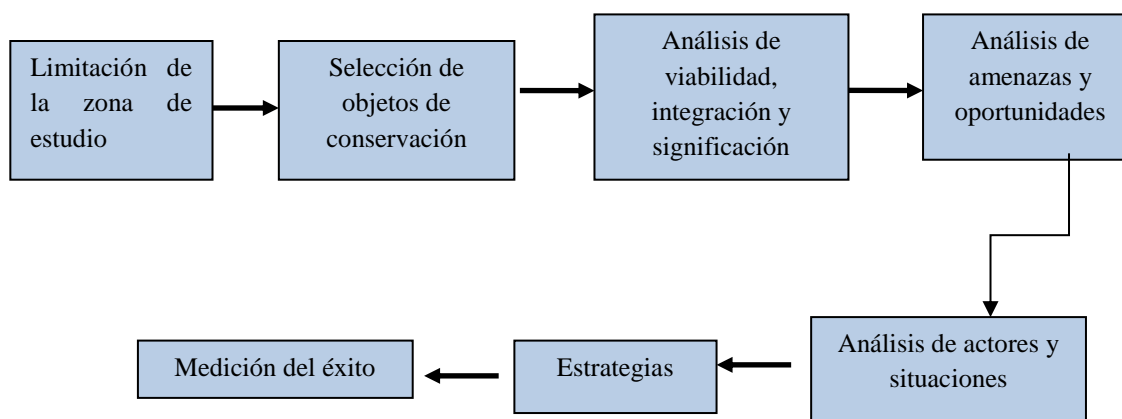 Limitación de
la zona de
estudio
Selección de
objetos de
conservación
Análisis de
viabilidad,
integración y
significación
Análisis de
amenazas y
oportunidades
Análisis de actores y
situaciones
Estrategias
Medición del éxito